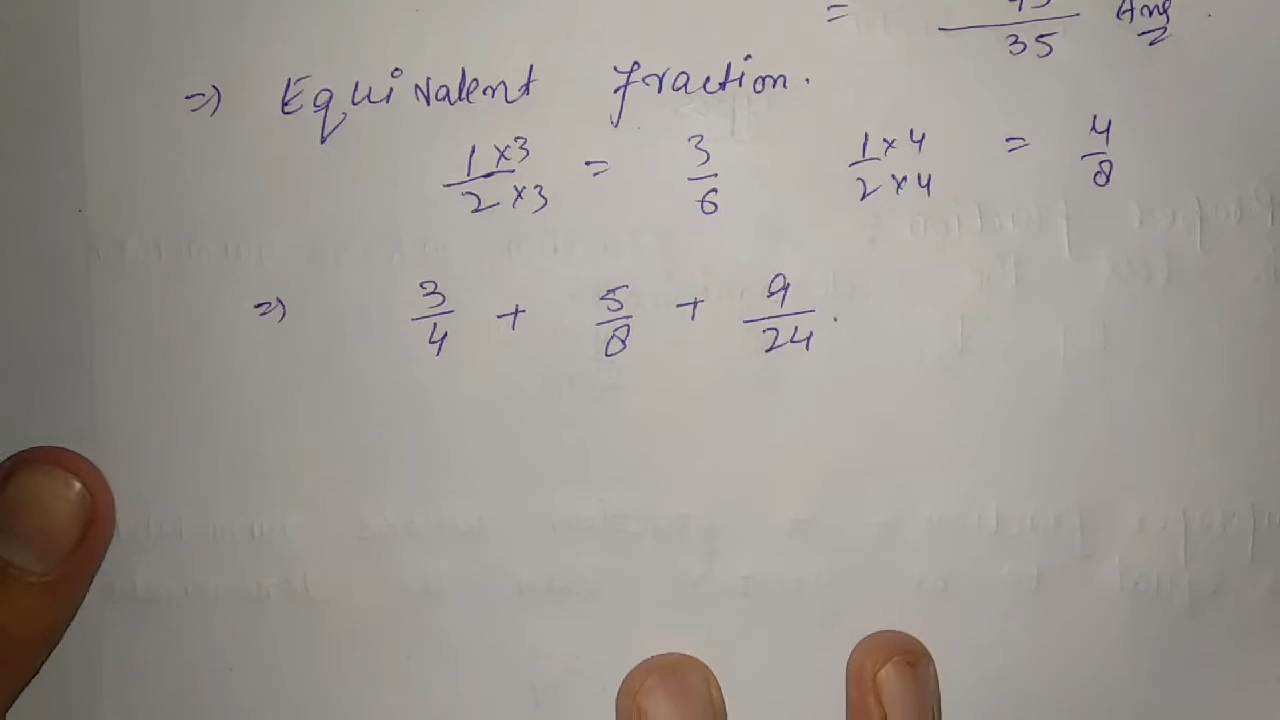 = /35 Ans
=) Equivalent fraction.
1×3/2×3 = 3/6 1×4/2×4 = 4/8
=) 3/4 + 5/8 + 9/24.